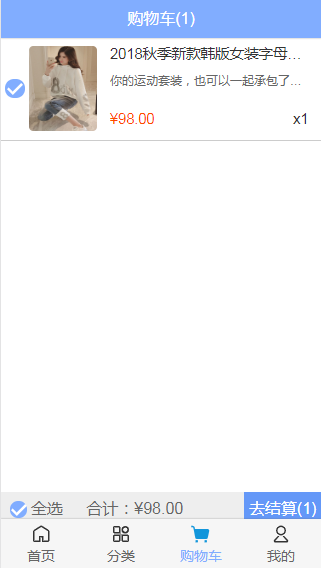 购物车(1)
2018秋季新款韩版女装字母…
你的运动套装，也可以一起承包了…
¥98.00 x1
全选 合计：¥98.00 去结算(1)
首页 分类 购物车 我的